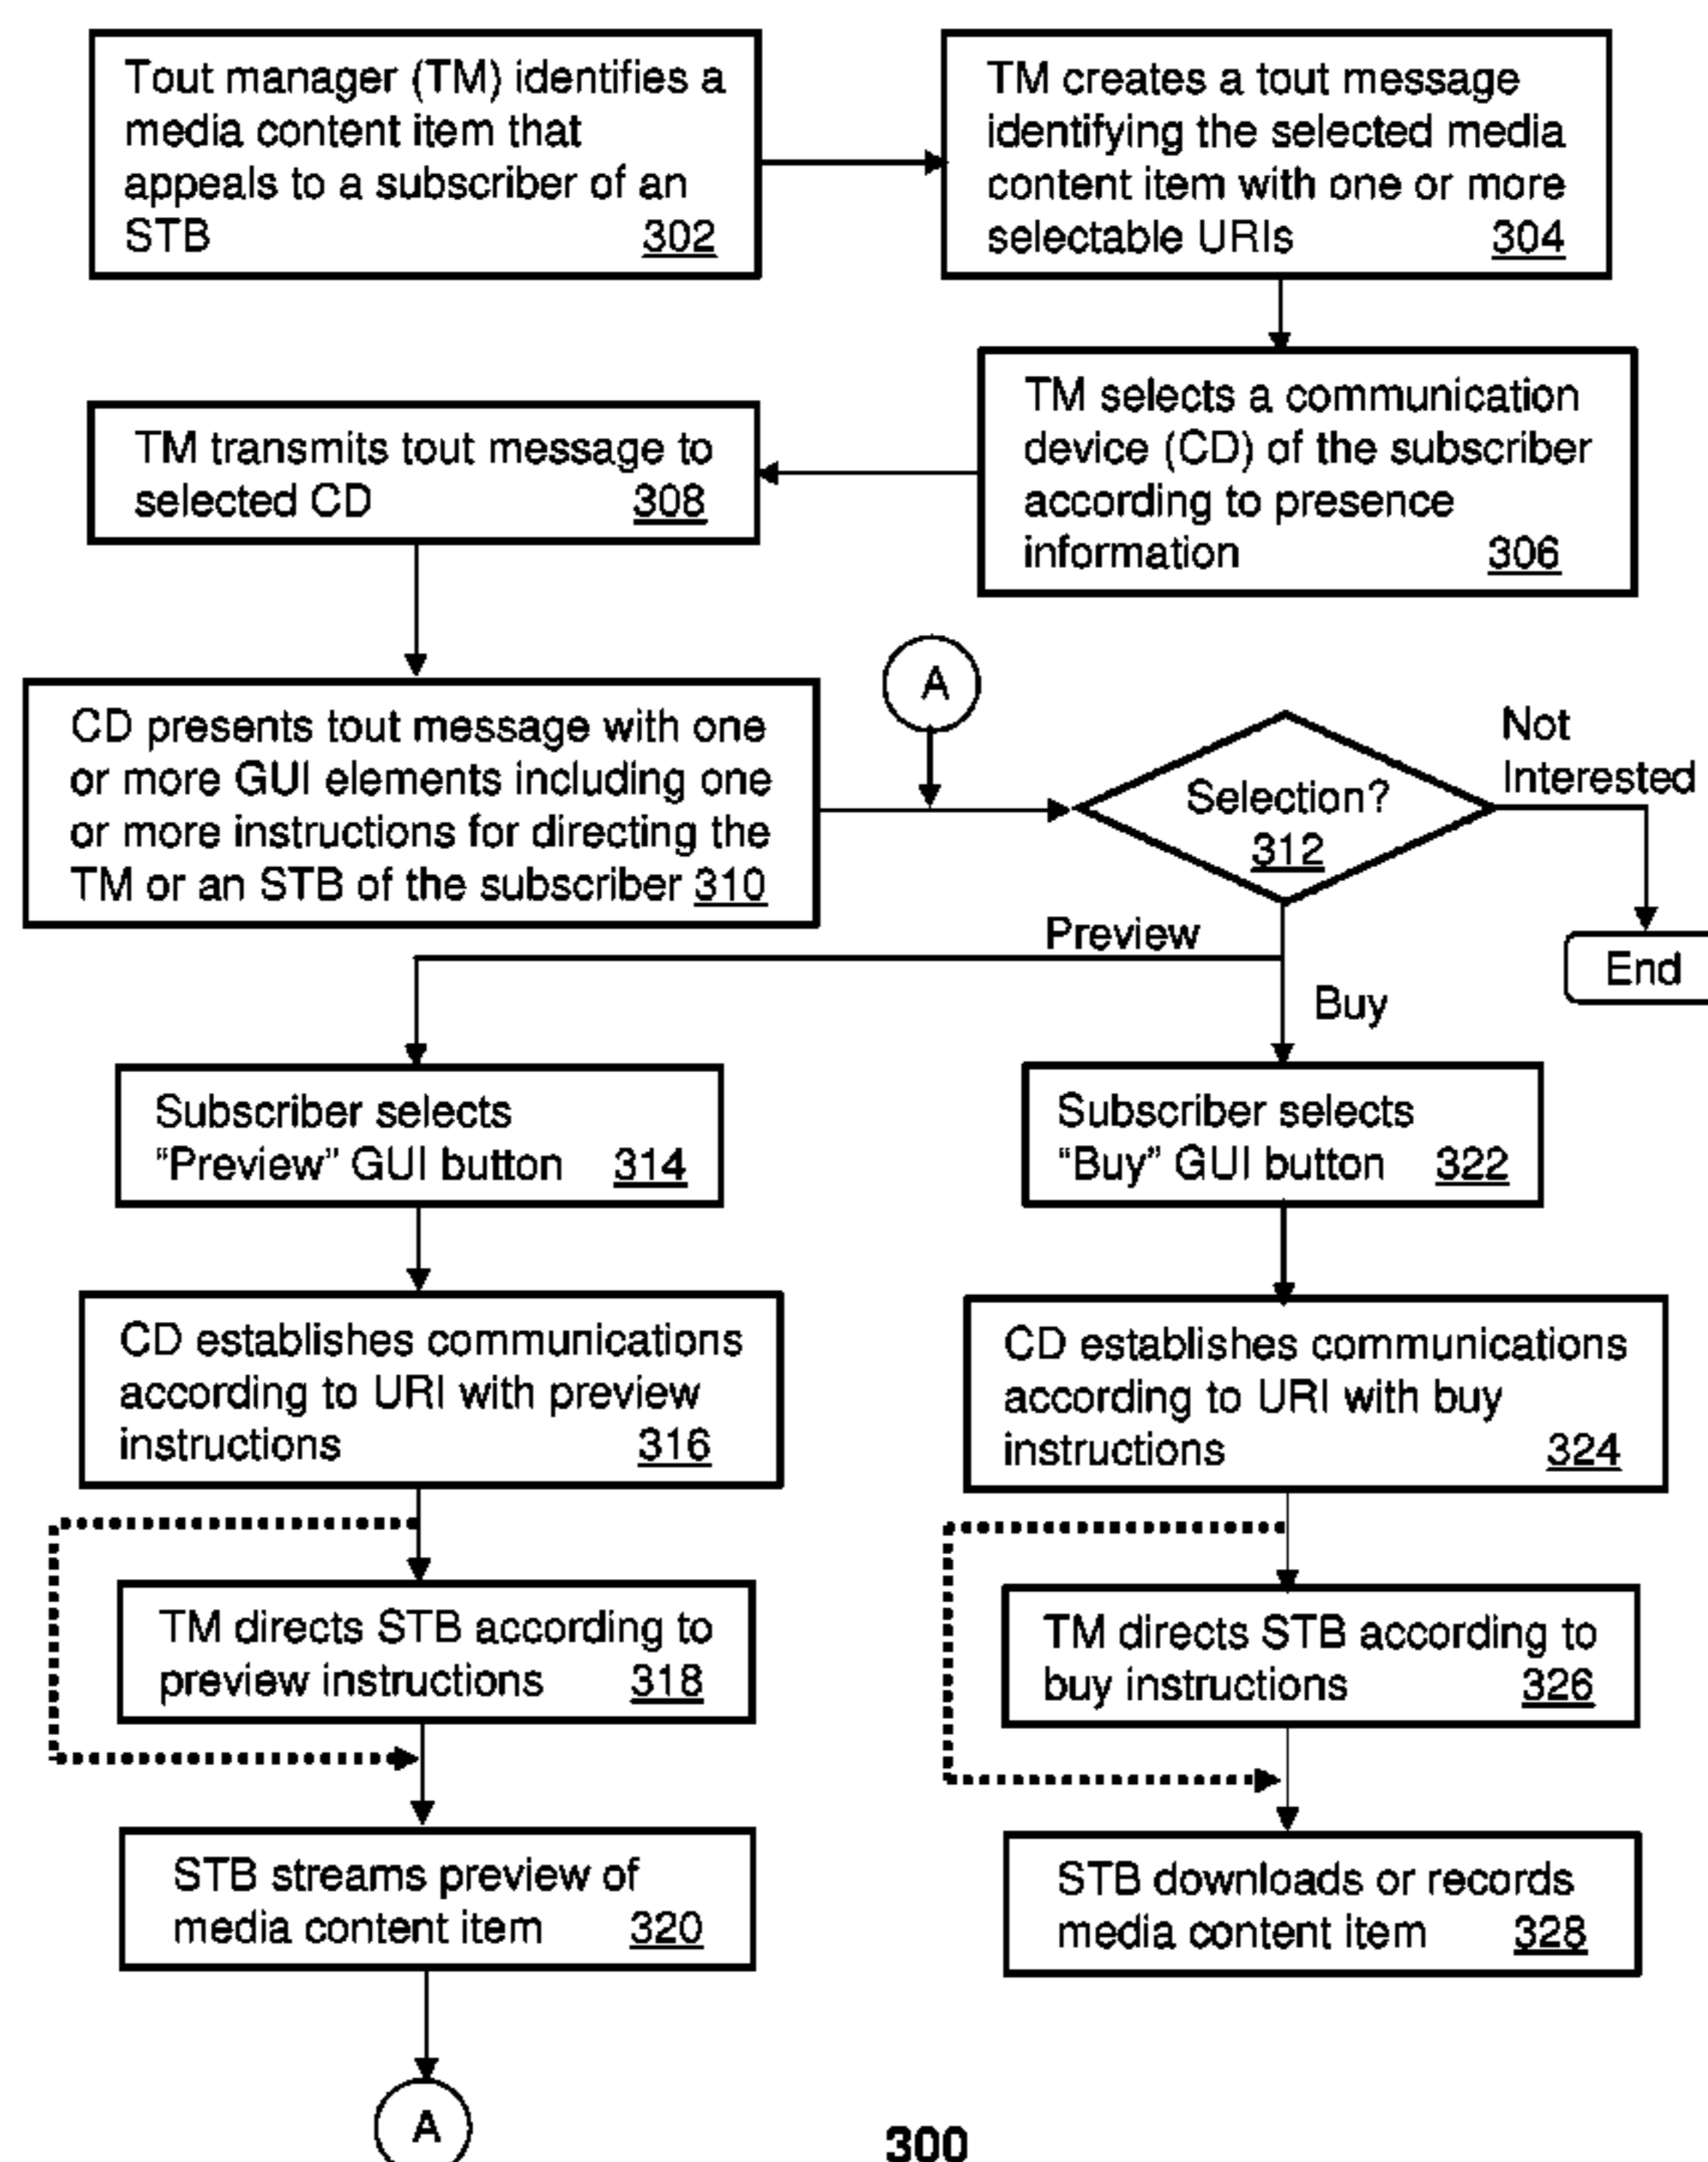 Tout manager (TM) identifies a
media content item that
appeals to a subscriber of an
STB 302
TM creates a tout message
identifying the selected media
content item with one or more
selectable URIs 304
TM selects a communication
device (CD) of the subscriber
according to presence
information 306
TM transmits tout message to
selected CD 308
CD presents tout message with one
or more GUI elements including one
or more instructions for directing the
TM or an STB of the subscriber 310
A
Selection?
312
Not
Interested
End
Preview
Buy
Subscriber selects
“Preview” GUI button 314
CD establishes communications
according to URI with preview
instructions 316
TM directs STB according to
preview instructions 318
STB streams preview of
media content item 320
A
Subscriber selects
“Buy” GUI button 322
CD establishes communications
according to URI with buy
instructions 324
TM directs STB according to
buy instructions 326
STB downloads or records
media content item 328
300